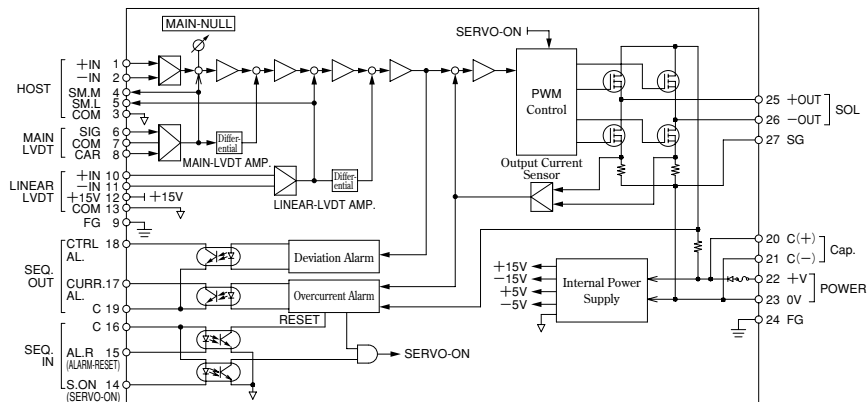 MAIN-NULL
SERVO-ON
HOST
+IN 1
−IN 2
SM.M 4
SM.L 5
COM 3
PWM
Control
25 +OUT
26 −OUT
SOL
27 SG
MAIN
LVDT
SIG 6
COM 7
CAR 8
Differ-
ential
MAIN-LVDT AMP.
Output Current
Sensor
LINEAR
LVDT
+IN 10
−IN 11
+15V 12
+15V
COM 13
FG 9
Differ-
ential
LINEAR-LVDT AMP.
SEQ.
OUT
CTRL 18
AL.
CURR. 17
AL.
C 19
Deviation Alarm
Overcurrent Alarm
RESET
+15V
−15V
+5V
−5V
Internal Power
Supply
20 C(+)
21 C(−)
Cap.
22 +V
23 0V
POWER
24 FG
SEQ.
IN
C 16
AL.R 15
(ALARM-RESET)
S.ON 14
(SERVO-ON)
SERVO-ON